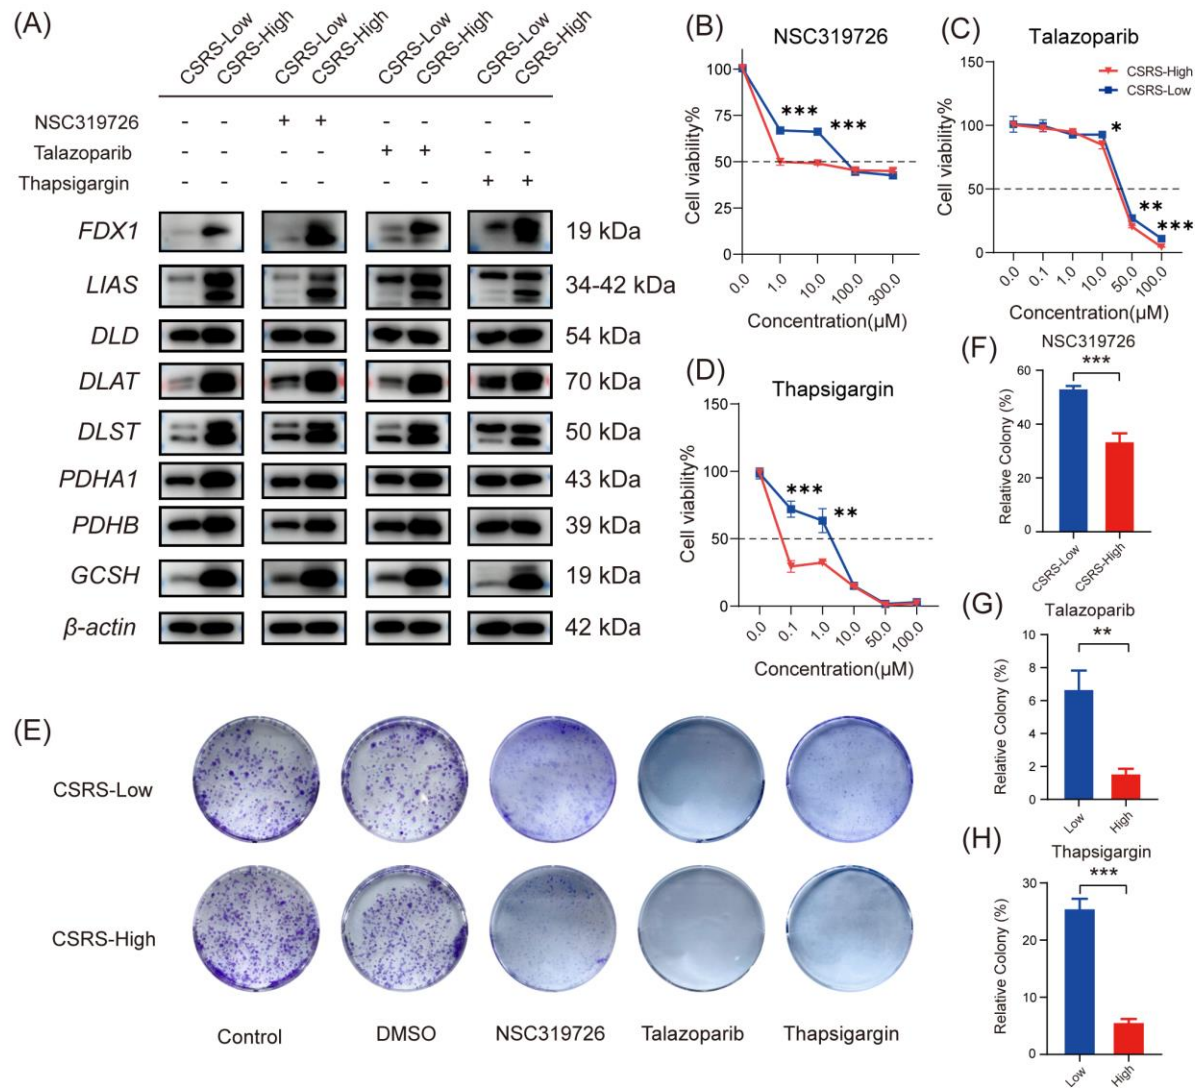 (A)
CSRS-Low
CSRS-High
CSRS-Low
CSRS-High
CSRS-Low
CSRS-High
CSRS-Low
CSRS-High
NSC319726 - - + + - - - -
Talazoparib - - - - + + - -
Thapsigargin - - - - - - + +
FDX1 19 kDa
LIAS 34-42 kDa
DLD 54 kDa
DLAT 70 kDa
DLST 50 kDa
PDHA1 43 kDa
PDHB 39 kDa
GCSH 19 kDa
β-actin 42 kDa
(B)
NSC319726
Cell viability%
100
75
50
25
0
*** ***
0.0 1.0 10.0 100.0 300.0
Concentration(μM)
(C)
Talazoparib
CSRS-High
CSRS-Low
Cell viability%
150
100
50
0
* ** ***
0.0 0.1 1.0 10.0 50.0 100.0
Concentration(μM)
(D)
Thapsigargin
Cell viability%
150
100
50
0
*** **
0.0 0.1 1.0 10.0 50.0 100.0
Concentration(μM)
(E)
CSRS-Low
CSRS-High
Control DMSO NSC319726 Talazoparib Thapsigargin
(F)
NSC319726
***
Relative Colony (%)
60
40
20
0
CSRS-Low CSRS-High
(G)
Talazoparib
**
Relative Colony (%)
10
8
6
4
2
0
Low High
(H)
Thapsigargin
***
Relative Colony (%)
30
20
10
0
Low High